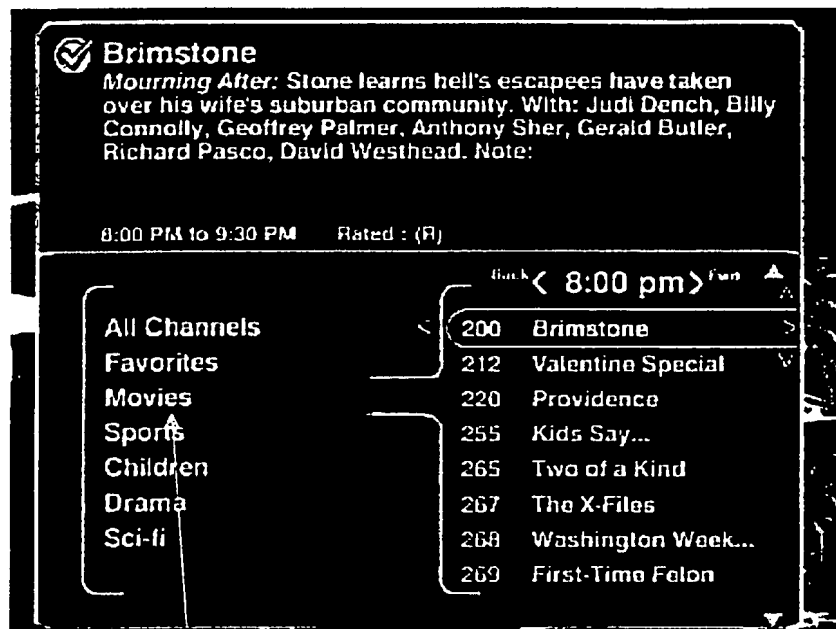 Brimstone
Mourning After: Stone learns hell's escapees have taken
over his wife's suburban community. With: Judi Dench, Billy
Connolly, Geoffrey Palmer, Anthony Sher, Gerald Butler,
Richard Pasco, David Westhead. Note:
8:00 PM to 9:30 PM Rated : (R)
Back < 8:00 pm > Fwd
All Channels < 200 Brimstone >
Favorites 212 Valentine Special
Movies 220 Providence
Sports 255 Kids Say...
Children 265 Two of a Kind
Drama 267 The X-Files
Sci-fi 268 Washington Week...
269 First-Time Felon